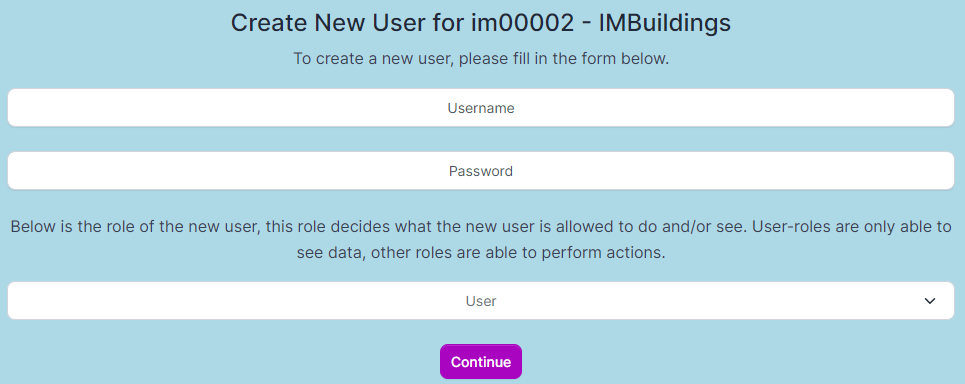 Create New User for im00002 - IMBuildings
To create a new user, please fill in the form below.
Username
Password
Below is the role of the new user, this role decides what the new user is allowed to do and/or see. User-roles are only able to
see data, other roles are able to perform actions.
User
Continue